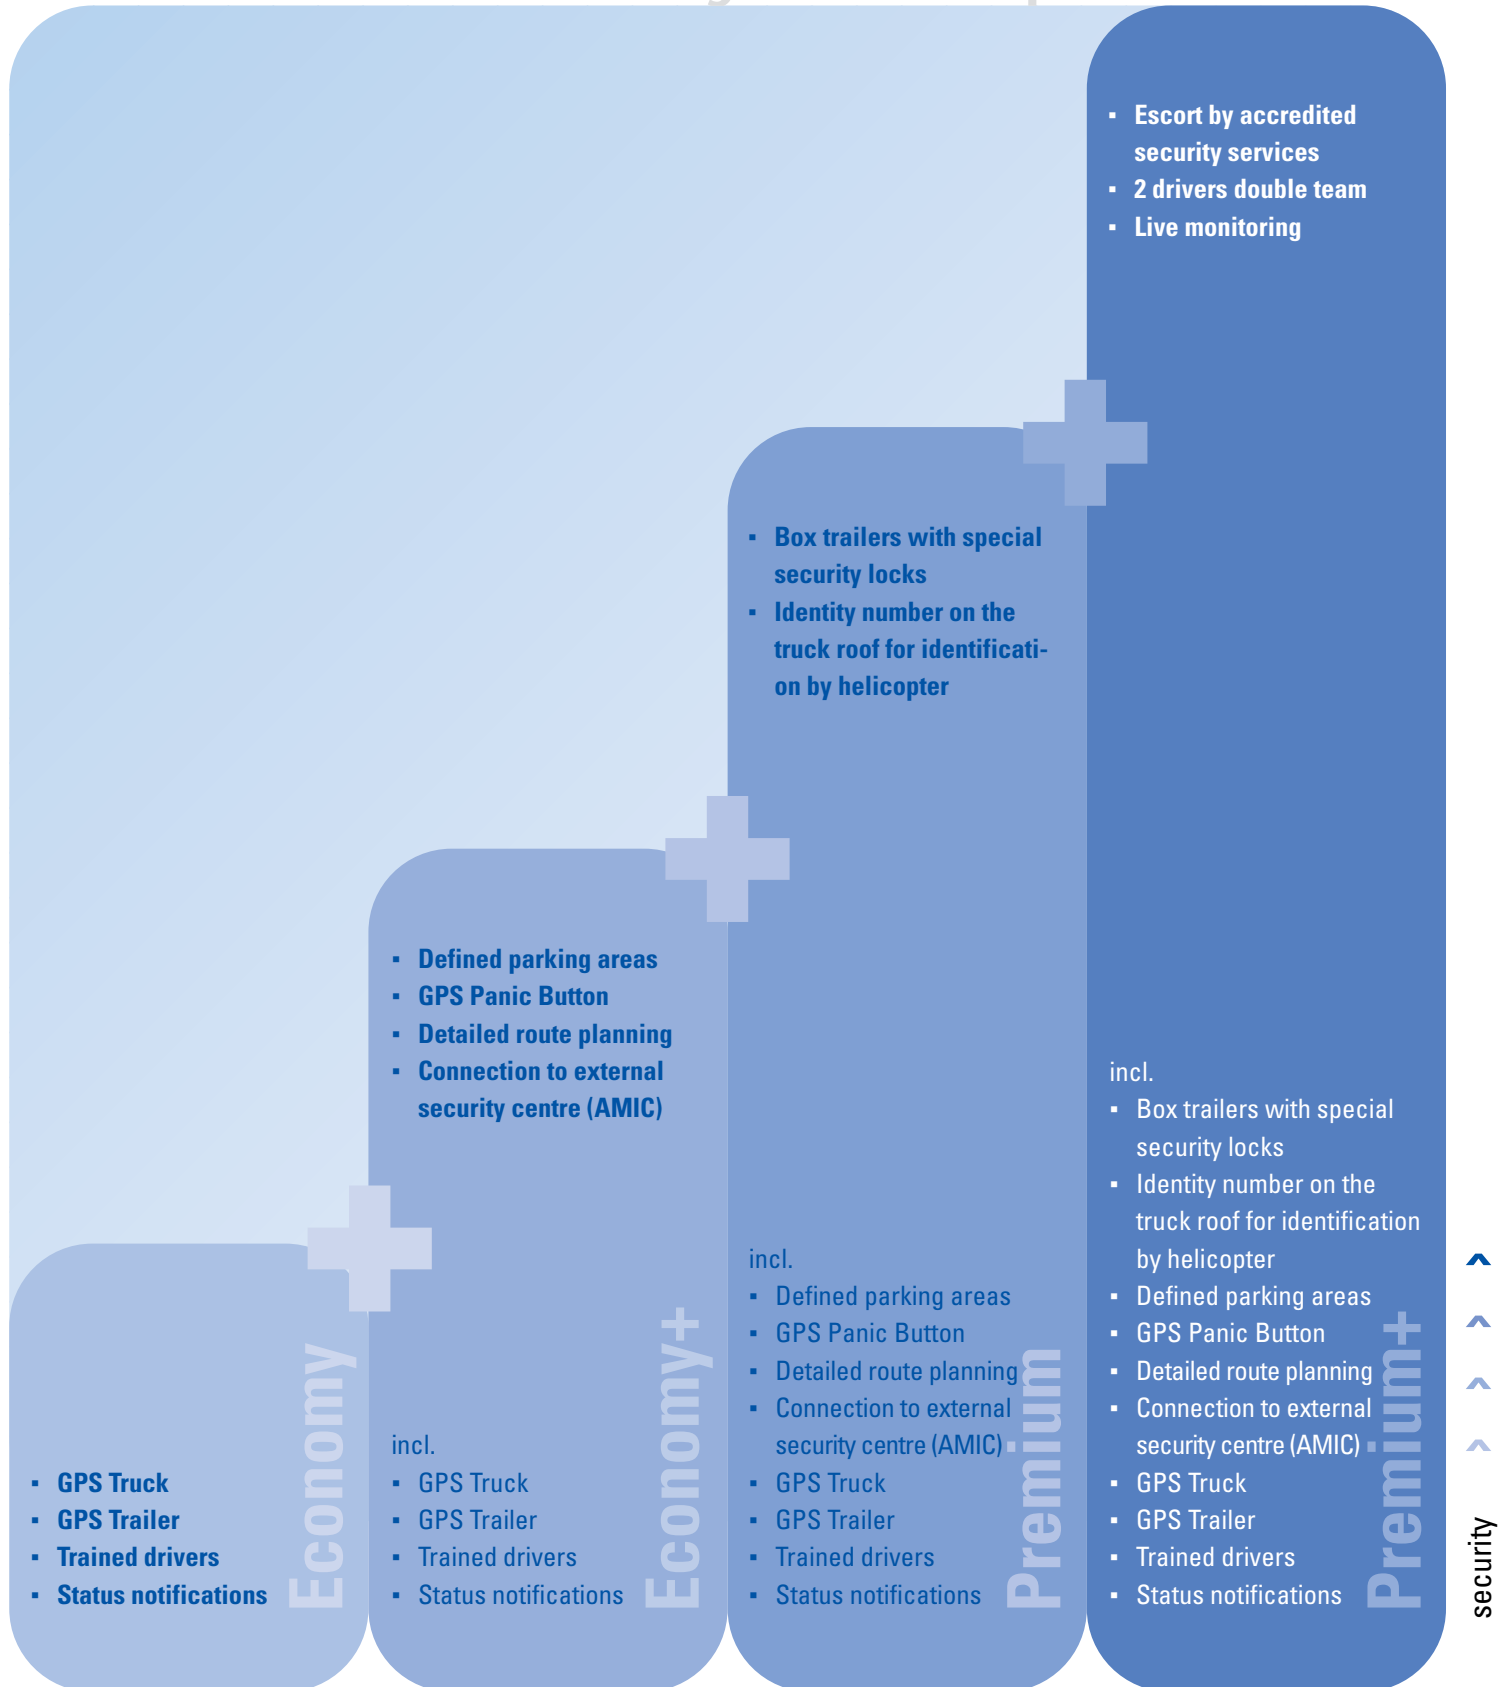 ▪ GPS Truck
▪ GPS Trailer
▪ Trained drivers
▪ Status notifications
Economy
▪ Defined parking areas
▪ GPS Panic Button
▪ Detailed route planning
▪ Connection to external
security centre (AMIC)
incl.
▪ GPS Truck
▪ GPS Trailer
▪ Trained drivers
▪ Status notifications
Economy+
▪ Box trailers with special
security locks
▪ Identity number on the
truck roof for identificati-
on by helicopter
incl.
▪ Defined parking areas
▪ GPS Panic Button
▪ Detailed route planning
▪ Connection to external
security centre (AMIC)
▪ GPS Truck
▪ GPS Trailer
▪ Trained drivers
▪ Status notifications
Premium
▪ Escort by accredited
security services
▪ 2 drivers double team
▪ Live monitoring
incl.
▪ Box trailers with special
security locks
▪ Identity number on the
truck roof for identification
by helicopter
▪ Defined parking areas
▪ GPS Panic Button
▪ Detailed route planning
▪ Connection to external
security centre (AMIC)
▪ GPS Truck
▪ GPS Trailer
▪ Trained drivers
▪ Status notifications
Premium+
security